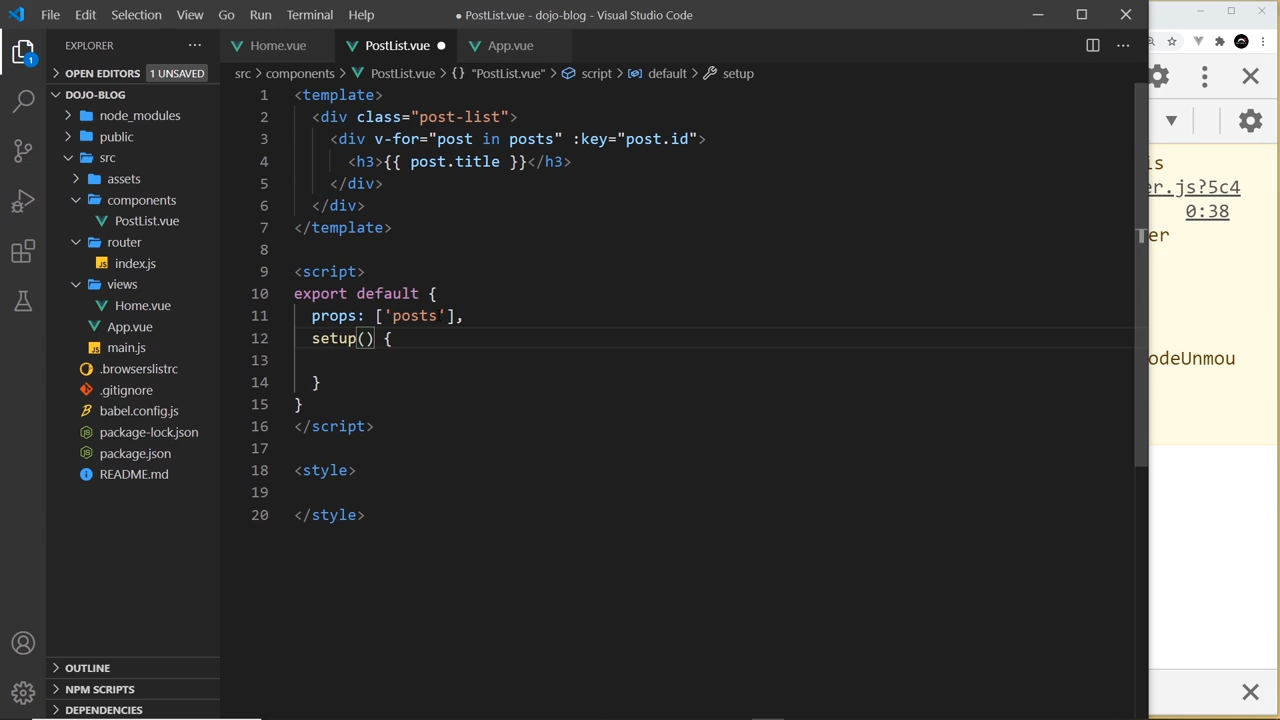 File Edit Selection View Go Run Terminal Help
● PostList.vue - dojo-blog - Visual Studio Code
EXPLORER
Home.vue
PostList.vue
App.vue
OPEN EDITORS 1 UNSAVED
src > components > PostList.vue > {} "PostList.vue" > script > default > setup
1
DOJO-BLOG
node_modules
public
src
assets
components
PostList.vue
router
index.js
views
Home.vue
App.vue
main.js
.browserslistrc
.gitignore
babel.config.js
package-lock.json
package.json
README.md
OUTLINE
NPM SCRIPTS
DEPENDENCIES
1 <template>
2 <div class="post-list">
3 <div v-for="post in posts" :key="post.id">
4 <h3>{{ post.title }}</h3>
5 </div>
6 </div>
7 </template>
8
9 <script>
10 export default {
11 props: ['posts'],
12 setup() {
13
14 }
15 }
16 </script>
17
18 <style>
19
20 </style>
is
er.js?5c4
0:38
er
odeUnmou